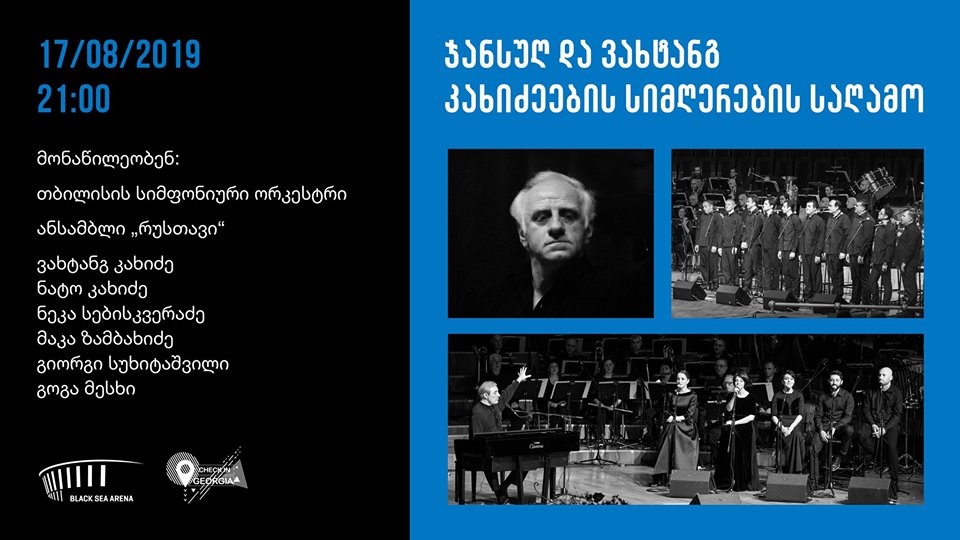 17/08/2019
21:00
მონაწილეობენ:
თბილისის სიმფონიური ორკესტრი
ანსამბლი „რუსთავი“
ვახტანგ კახიძე
ნატო კახიძე
ნეკა სებისკვერაძე
მაკა ზამბახიძე
გიორგი სუხიტაშვილი
გოგა მესხი
BLACK SEA ARENA
CHECK IN
GEORGIA
ჯანსუღ და ვახტანგ
კახიძეების სიმღერების საღამო